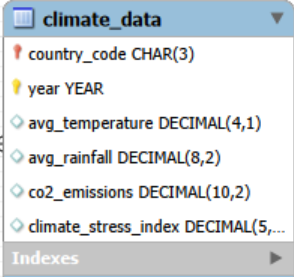 climate_data
country_code CHAR(3)
year YEAR
avg_temperature DECIMAL(4,1)
avg_rainfall DECIMAL(8,2)
co2_emissions DECIMAL(10,2)
climate_stress_index DECIMAL(5,...
Indexes